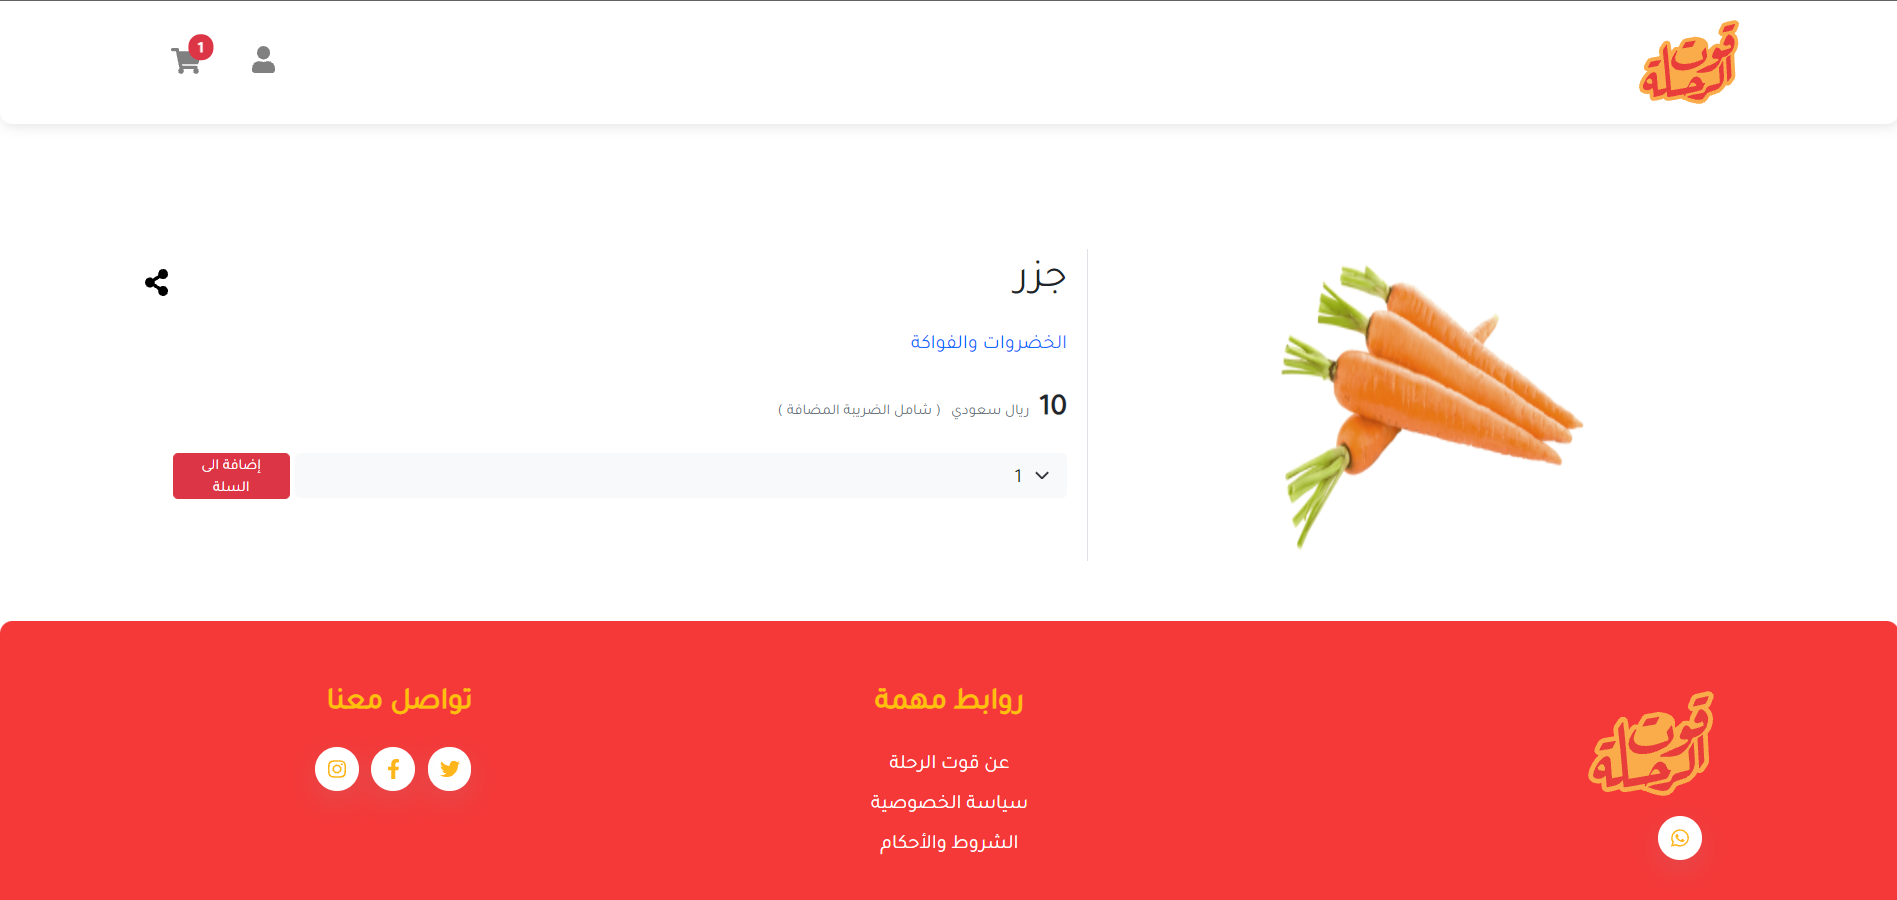 قوت
الرحلة
1
جزر
الخضروات والفواكة
10 ريال سعودي ( شامل الضريبة المضافة )
1
إضافة الى
السلة
قوت
الرحلة
روابط مهمة
عن قوت الرحلة
سياسة الخصوصية
الشروط والأحكام
تواصل معنا